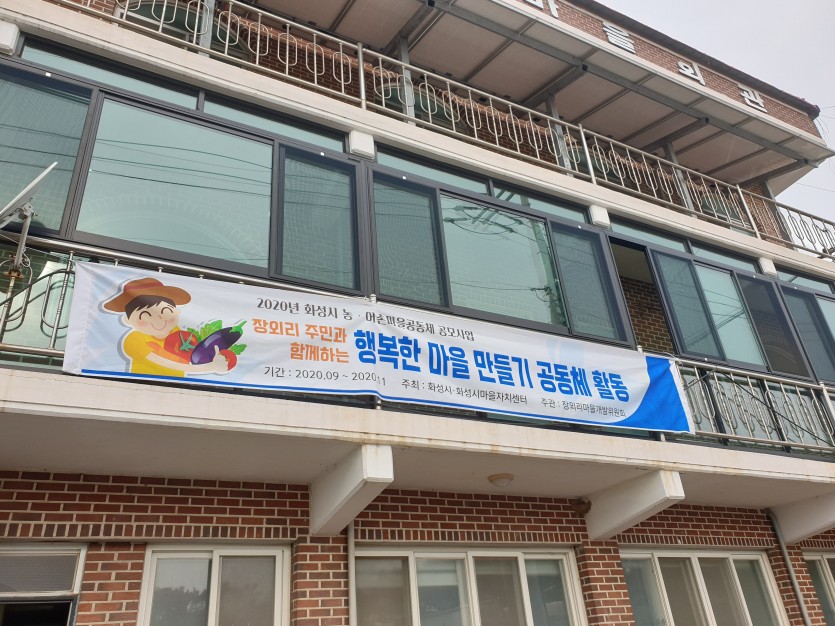 마을회관
2020년 화성시 농·어촌마을공동체 공모사업
장외리 주민과
함께하는
행복한 마을 만들기 공동체 활동
기간 : 2020.09 ~ 2020.11 주최 : 화성시·화성시마을자치센터 주관 : 장외리마을개발위원회